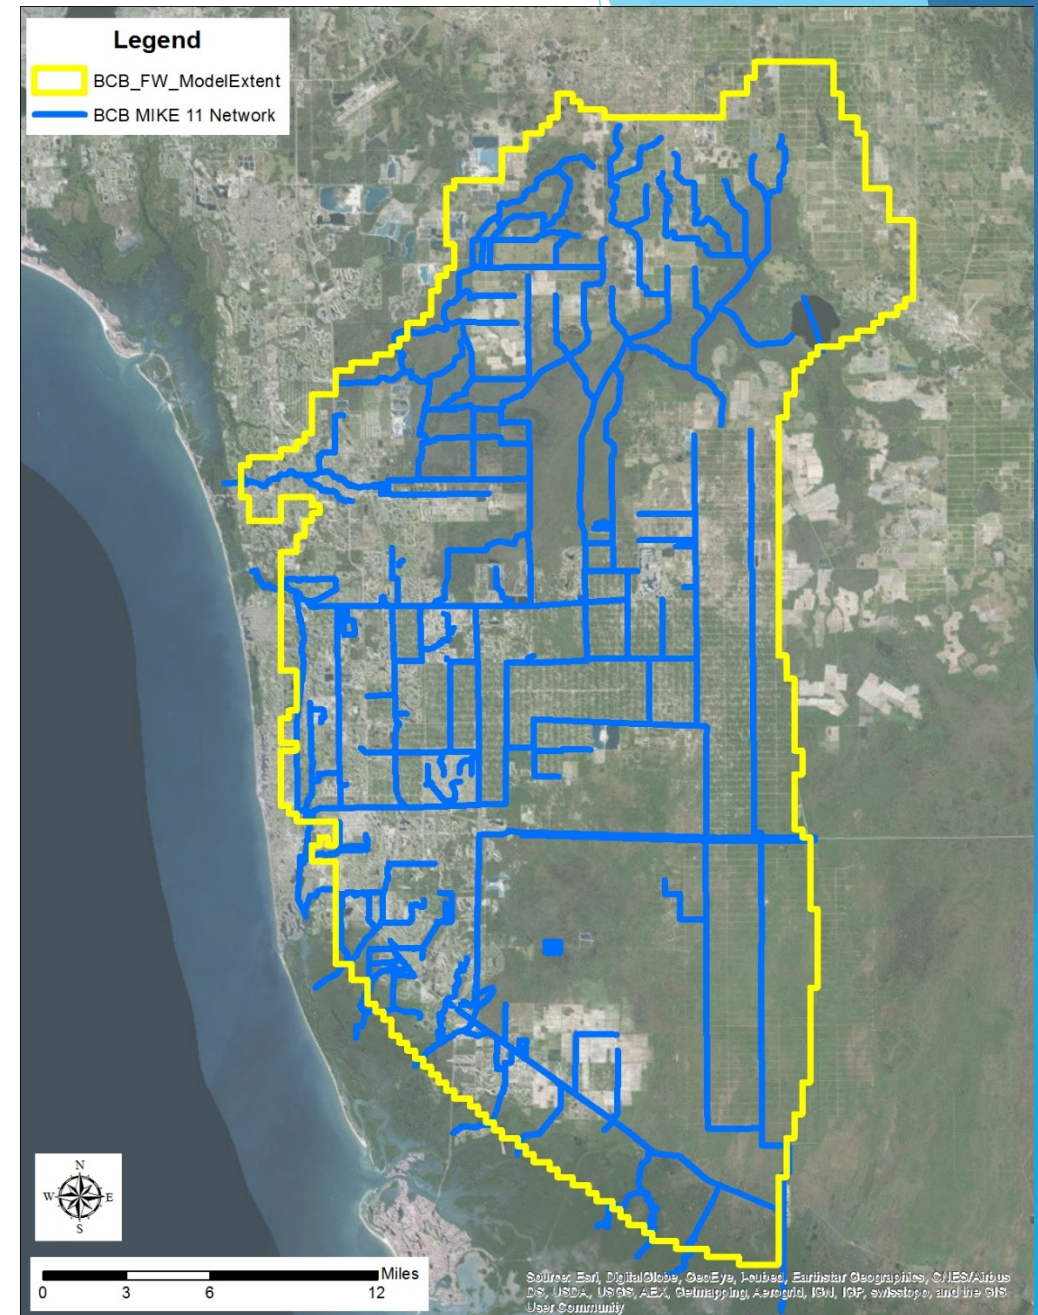 Legend
BCB_FW_ModelExtent
BCB MIKE 11 Network
N
W E
S
Miles
0 3 6 12
Source: Esri, DigitalGlobe, GeoEye, i-cubed, Earthstar Geographics, CNES/Airbus
DS, USDA, USGS, AEX, Getmapping, Aerogrid, IGN, IGP, swisstopo, and the GIS
User Community